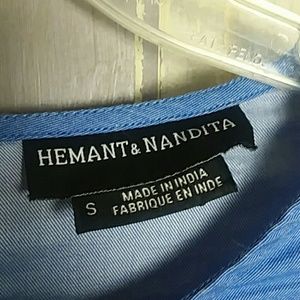 HEMANT & NANDITA
S
MADE IN INDIA
FABRIQUE EN INDE